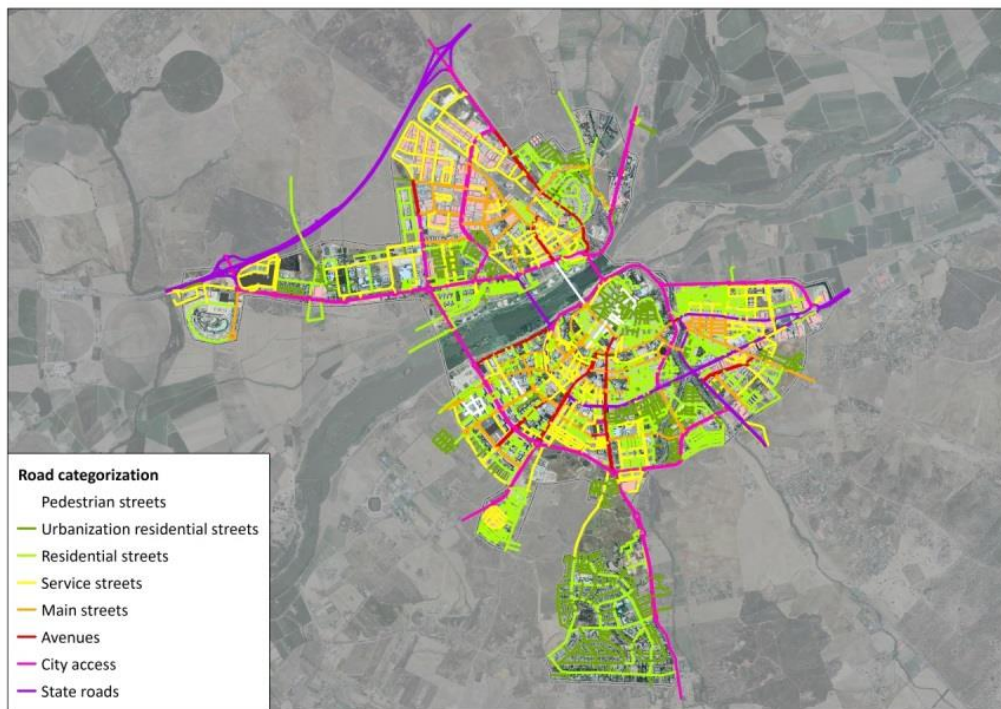 Road categorization
Pedestrian streets
Urbanization residential streets
Residential streets
Service streets
Main streets
Avenues
City access
State roads